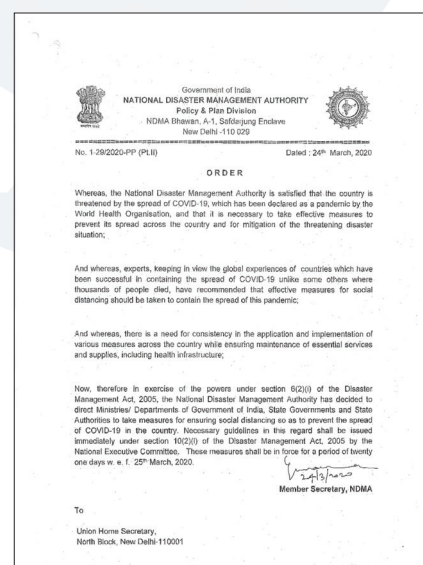 Government of India
NATIONAL DISASTER MANAGEMENT AUTHORITY
Policy & Plan Division
NDMA Bhawan, A-1, Safdarjung Enclave
New Delhi -110 029
No. 1-29/2020-PP (Pt.II) Dated : 24th March, 2020
ORDER
Whereas, the National Disaster Management Authority is satisfied that the country is
threatened by the spread of COVID-19, which has been declared as a pandemic by the
World Health Organisation, and that it is necessary to take effective measures to
prevent its spread across the country and for mitigation of the threatening disaster
situation;
And whereas, experts, keeping in view the global experiences of countries which have
been successful in containing the spread of COVID-19 unlike some others where
thousands of people died, have recommended that effective measures for social
distancing should be taken to contain the spread of this pandemic;
And whereas, there is a need for consistency in the application and implementation of
various measures across the country while ensuring maintenance of essential services
and supplies, including health infrastructure;
Now, therefore in exercise of the powers under section 6(2)(i) of the Disaster
Management Act, 2005, the National Disaster Management Authority has decided to
direct Ministries/ Departments of Government of India, State Governments and State
Authorities to take measures for ensuring social distancing so as to prevent the spread
of COVID-19 in the country. Necessary guidelines in this regard shall be issued
immediately under section 10(2)(l) of the Disaster Management Act, 2005 by the
National Executive Committee. These measures shall be in force for a period of twenty
one days w. e. f. 25th March, 2020.
24/3/2020
Member Secretary, NDMA
To
Union Home Secretary,
North Block, New Delhi-110001